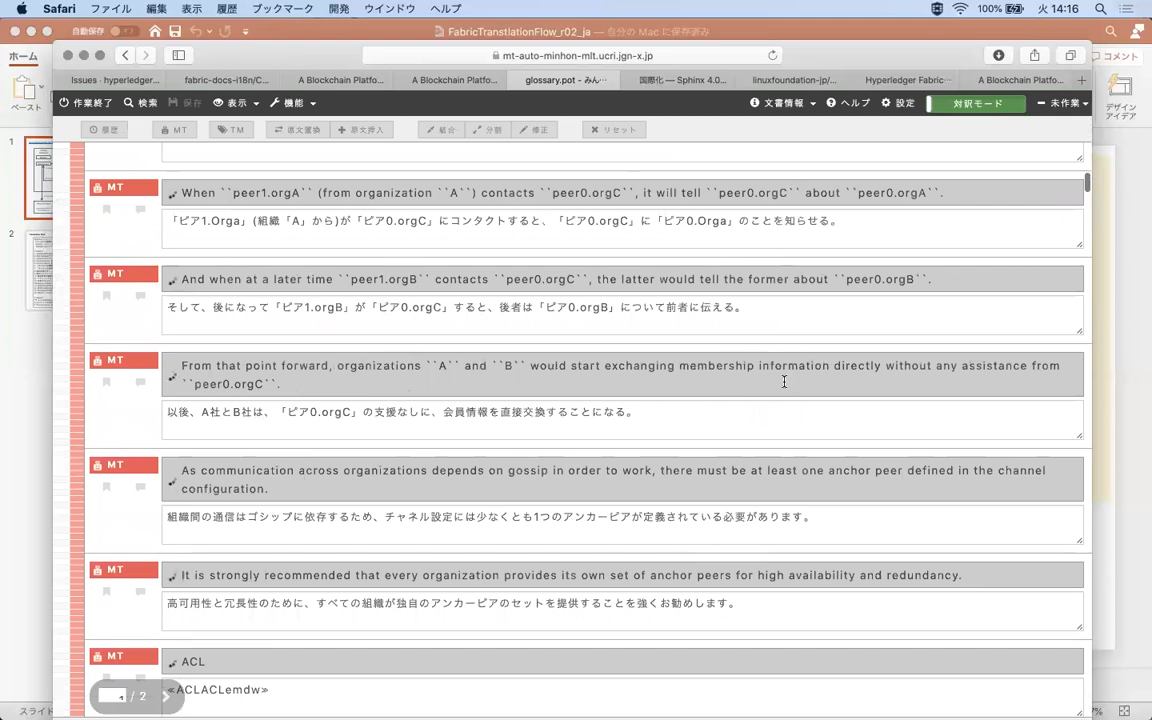 Safari ファイル 編集 表示 履歴 ブックマーク 開発 ウインドウ ヘルプ 100% 火 14:16
自動保存 オフ FabricTranstlationFlow_r02_ja — 自分の Mac に保存済み
ホーム mt-auto-minhon-mlt.ucri.jgn-x.jp コメント
Issues · hyperledger... fabric-docs-i18n/C... A Blockchain Platfo... A Blockchain Platfo... glossary.pot - みん... 国際化 — Sphinx 4.0... linuxfoundation-jp/... Hyperledger Fabric... A Blockchain Platfo...
ペースト 作業終了 検索 保存 表示 機能 文書情報 ヘルプ 設定 対訳モード 未作業 デザイン アイデア
履歴 MT TM 原文置換 原文挿入 結合 分割 修正 リセット
1
MT When ``peer1.orgA`` (from organization ``A``) contacts ``peer0.orgC``, it will tell ``peer0.orgC`` about ``peer0.orgA``.
「ピア1.Orga」(組織「A」から)が「ピア0.orgC」にコンタクトすると、「ピア0.orgC」に「ピア0.Orga」のことを知らせる。
2
MT And when at a later time ``peer1.orgB`` contacts ``peer0.orgC``, the latter would tell the former about ``peer0.orgB``.
そして、後になって「ピア1.orgB」が「ピア0.orgC」すると、後者は「ピア0.orgB」について前者に伝える。
MT From that point forward, organizations ``A`` and ``B`` would start exchanging membership information directly without any assistance from
``peer0.orgC``.
以後、A社とB社は、「ピア0.orgC」の支援なしに、会員情報を直接交換することになる。
MT As communication across organizations depends on gossip in order to work, there must be at least one anchor peer defined in the channel
configuration.
組織間の通信はゴシップに依存するため、チャネル設定には少なくとも1つのアンカーピアが定義されている必要があります。
MT It is strongly recommended that every organization provides its own set of anchor peers for high availability and redundancy.
高可用性と冗長性のために、すべての組織が独自のアンカーピアのセットを提供することを強くお勧めします。
MT ACL
≪ACLACLemdw≫
1 / 2
スライド 7%